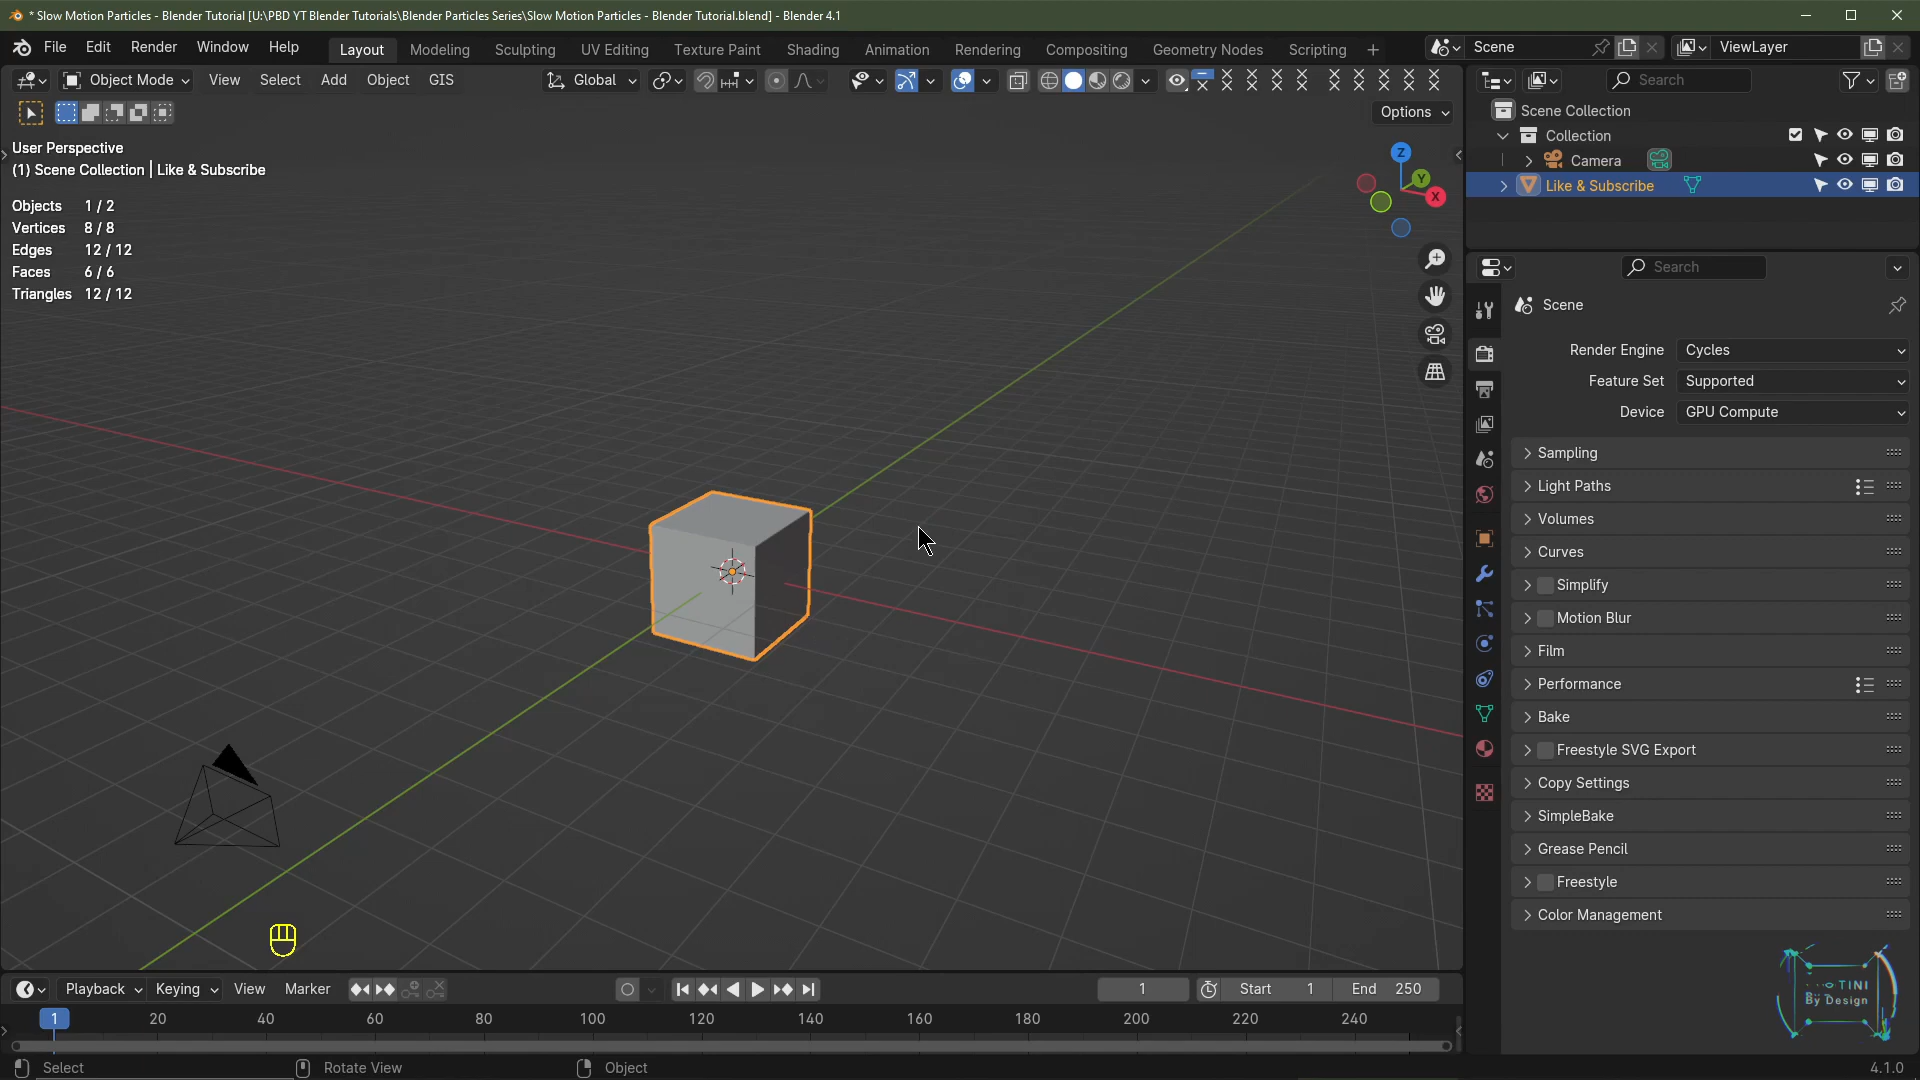 * Slow Motion Particles - Blender Tutorial [U:\PBD YT Blender Tutorials\Blender Particles Series\Slow Motion Particles - Blender Tutorial.blend] - Blender 4.1
File Edit Render Window Help Layout Modeling Sculpting UV Editing Texture Paint Shading Animation Rendering Compositing Geometry Nodes Scripting Scene ViewLayer
Object Mode View Select Add Object GIS Global Search
Options
User Perspective
(1) Scene Collection | Like & Subscribe
Objects 1 / 2
Vertices 8 / 8
Edges 12 / 12
Faces 6 / 6
Triangles 12 / 12
Z
Y
X
Scene Collection
Collection
Camera
Like & Subscribe
Search
Scene
Render Engine Cycles
Feature Set Supported
Device GPU Compute
Sampling
Light Paths
Volumes
Curves
Simplify
Motion Blur
Film
Performance
Bake
Freestyle SVG Export
Copy Settings
SimpleBake
Grease Pencil
Freestyle
Color Management
TINI
By Design
Playback Keying View Marker 1 Start 1 End 250
1 20 40 60 80 100 120 140 160 180 200 220 240
Select Rotate View Object 4.1.0